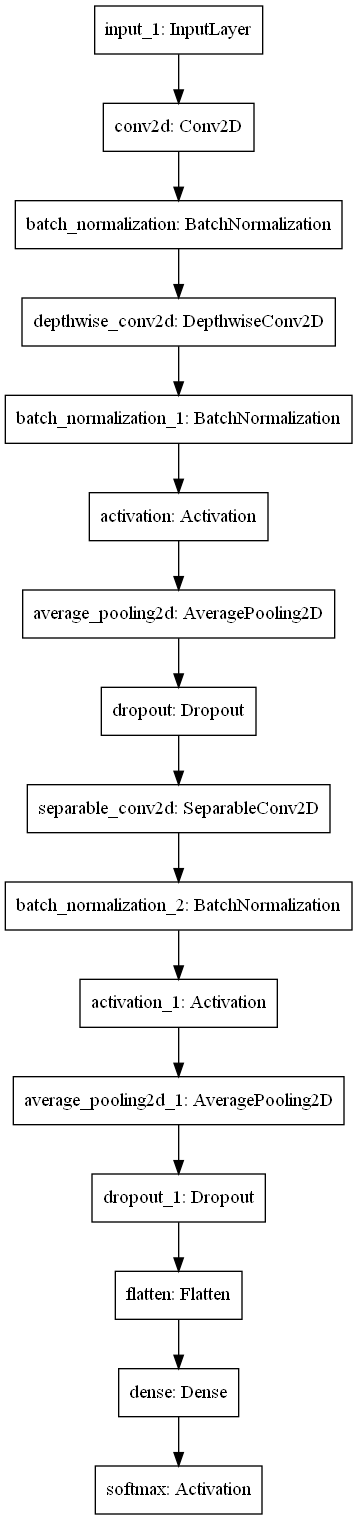 input_1: InputLayer
conv2d: Conv2D
batch_normalization: BatchNormalization
depthwise_conv2d: DepthwiseConv2D
batch_normalization_1: BatchNormalization
activation: Activation
average_pooling2d: AveragePooling2D
dropout: Dropout
separable_conv2d: SeparableConv2D
batch_normalization_2: BatchNormalization
activation_1: Activation
average_pooling2d_1: AveragePooling2D
dropout_1: Dropout
flatten: Flatten
dense: Dense
softmax: Activation